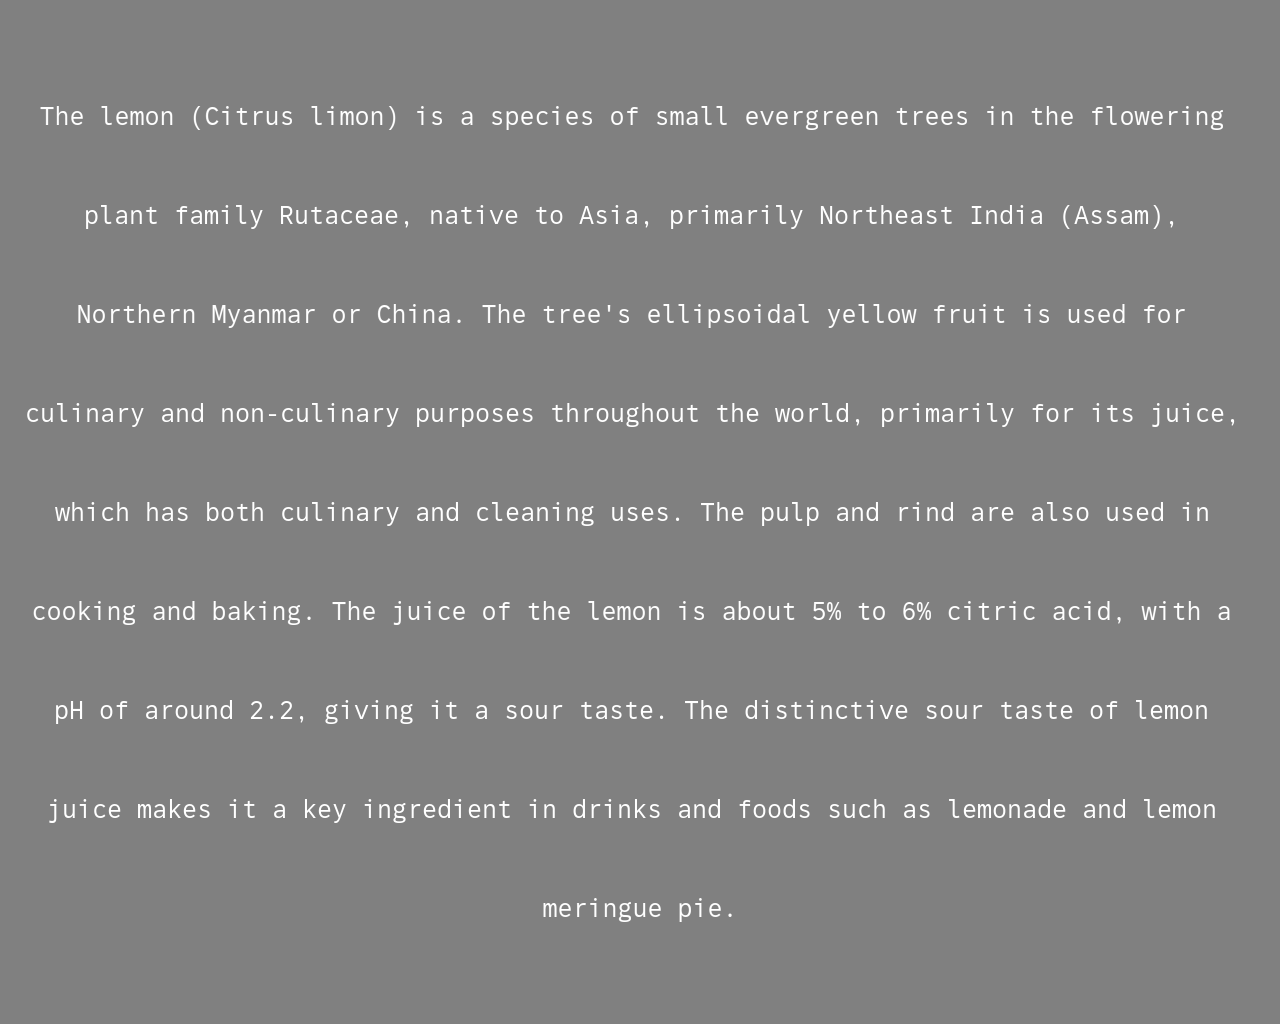 The lemon (Citrus limon) is a species of small evergreen trees in the flowering
plant family Rutaceae, native to Asia, primarily Northeast India (Assam),
Northern Myanmar or China. The tree's ellipsoidal yellow fruit is used for
culinary and non-culinary purposes throughout the world, primarily for its juice,
which has both culinary and cleaning uses. The pulp and rind are also used in
cooking and baking. The juice of the lemon is about 5% to 6% citric acid, with a
pH of around 2.2, giving it a sour taste. The distinctive sour taste of lemon
juice makes it a key ingredient in drinks and foods such as lemonade and lemon
meringue pie.